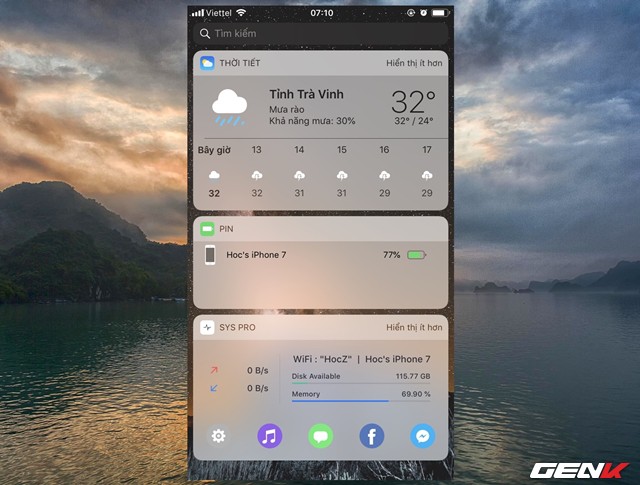 Viettel 07:10
Tìm kiếm
THỜI TIẾT Hiển thị ít hơn
Tỉnh Trà Vinh
Mưa rào
Khả năng mưa: 30%
32°
32° / 24°
Bây giờ 13 14 15 16 17
32 32 31 31 29 29
PIN
Hoc's iPhone 7 77%
SYS PRO Hiển thị ít hơn
WiFi : "HocZ" | Hoc's iPhone 7
0 B/s
Disk Available 115.77 GB
0 B/s
Memory 69.90 %
GENK